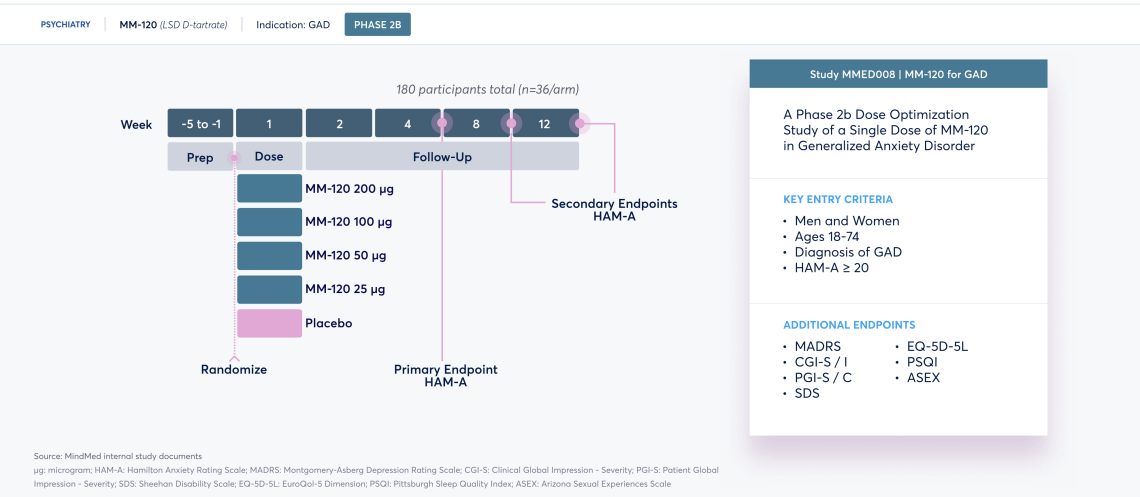 PSYCHIATRY MM-120 (LSD D-tartrate) Indication: GAD PHASE 2B
180 participants total (n=36/arm)
Week -5 to -1 1 2 4 8 12
Prep Dose Follow-Up
MM-120 200 µg
MM-120 100 µg
MM-120 50 µg
MM-120 25 µg
Placebo
Randomize
Primary Endpoint
HAM-A
Secondary Endpoints
HAM-A
Study MMED008 | MM-120 for GAD
A Phase 2b Dose Optimization
Study of a Single Dose of MM-120
in Generalized Anxiety Disorder
KEY ENTRY CRITERIA
• Men and Women
• Ages 18-74
• Diagnosis of GAD
• HAM-A ≥ 20
ADDITIONAL ENDPOINTS
• MADRS
• CGI-S / I
• PGI-S / C
• SDS
• EQ-5D-5L
• PSQI
• ASEX
Source: MindMed internal study documents
µg: microgram; HAM-A: Hamilton Anxiety Rating Scale; MADRS: Montgomery-Asberg Depression Rating Scale; CGI-S: Clinical Global Impression - Severity; PGI-S: Patient Global
Impression - Severity; SDS: Sheehan Disability Scale; EQ-5D-5L: EuroQol-5 Dimension; PSQI: Pittsburgh Sleep Quality Index; ASEX: Arizona Sexual Experiences Scale